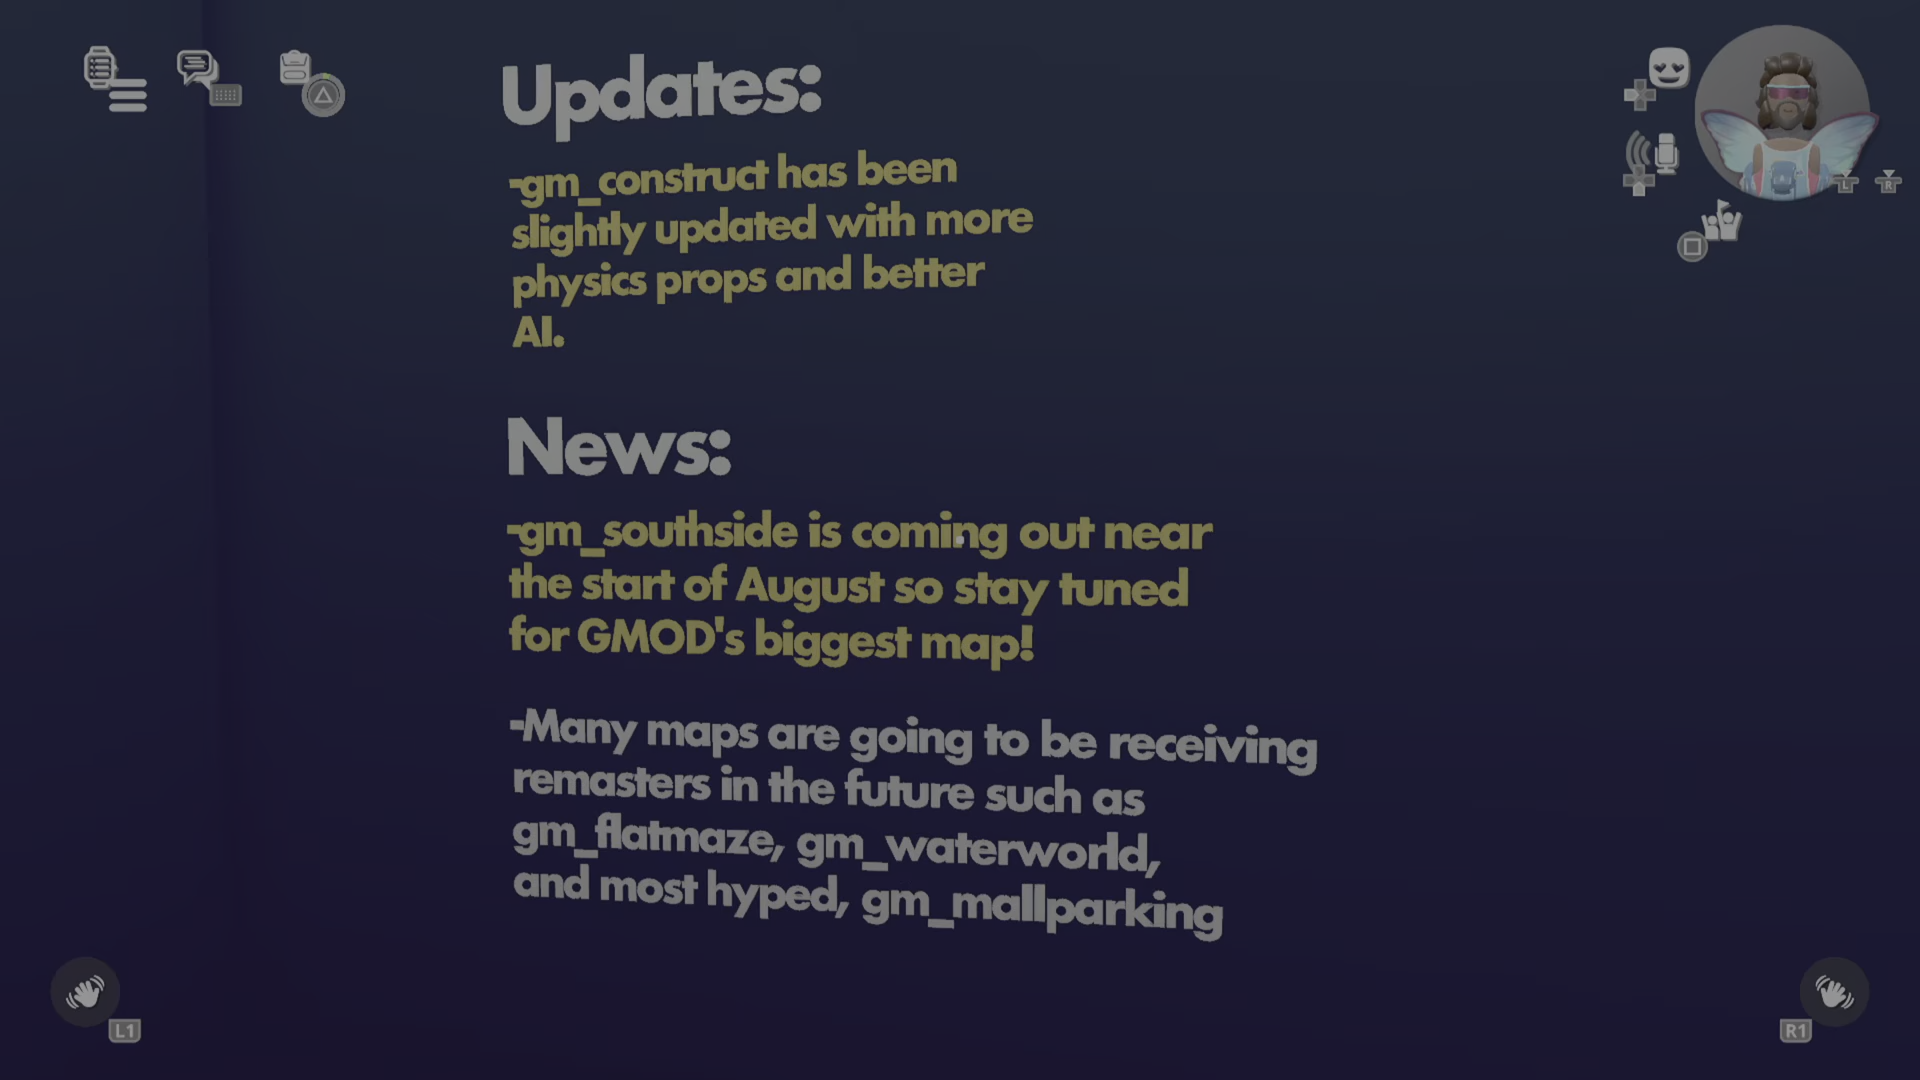 Updates:
-gm_construct has been
slightly updated with more
physics props and better
AI.
News:
-gm_southside is coming out near
the start of August so stay tuned
for GMOD's biggest map!
-Many maps are going to be receiving
remasters in the future such as
gm_flatmaze, gm_waterworld,
and most hyped, gm_mallparking
L
R
L1
R1